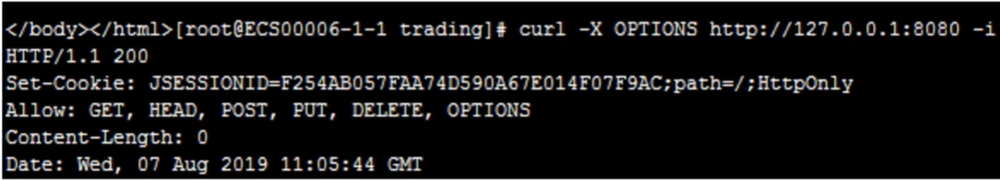 </body></html>[root@ECS00006-1-1 trading]# curl -X OPTIONS http://127.0.0.1:8080 -i
HTTP/1.1 200
Set-Cookie: JSESSIONID=F254AB057FAA74D590A67E014F07F9AC;path=/;HttpOnly
Allow: GET, HEAD, POST, PUT, DELETE, OPTIONS
Content-Length: 0
Date: Wed, 07 Aug 2019 11:05:44 GMT